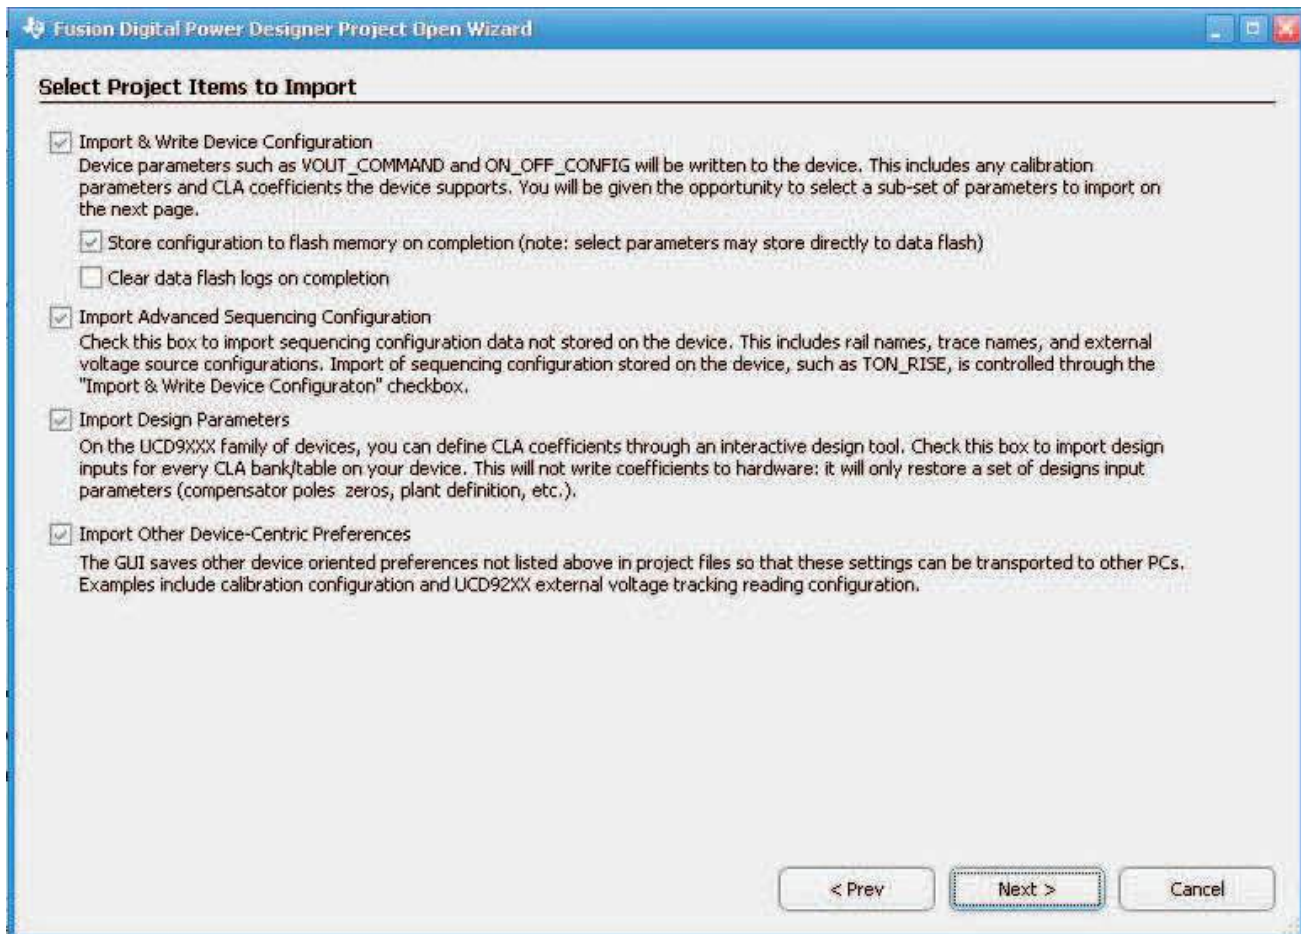 Fusion Digital Power Designer Project Open Wizard
Select Project Items to Import
Import & Write Device Configuration
Device parameters such as VOUT_COMMAND and ON_OFF_CONFIG will be written to the device. This includes any calibration
parameters and CLA coefficients the device supports. You will be given the opportunity to select a sub-set of parameters to import on
the next page.
Store configuration to flash memory on completion (note: select parameters may store directly to data flash)
Clear data flash logs on completion
Import Advanced Sequencing Configuration
Check this box to import sequencing configuration data not stored on the device. This includes rail names, trace names, and external
voltage source configurations. Import of sequencing configuration stored on the device, such as TON_RISE, is controlled through the
"Import & Write Device Configuraton" checkbox.
Import Design Parameters
On the UCD9XXX family of devices, you can define CLA coefficients through an interactive design tool. Check this box to import design
inputs for every CLA bank/table on your device. This will not write coefficients to hardware: it will only restore a set of designs input
parameters (compensator poles zeros, plant definition, etc.).
Import Other Device-Centric Preferences
The GUI saves other device oriented preferences not listed above in project files so that these settings can be transported to other PCs.
Examples include calibration configuration and UCD92XX external voltage tracking reading configuration.
< Prev
Next >
Cancel